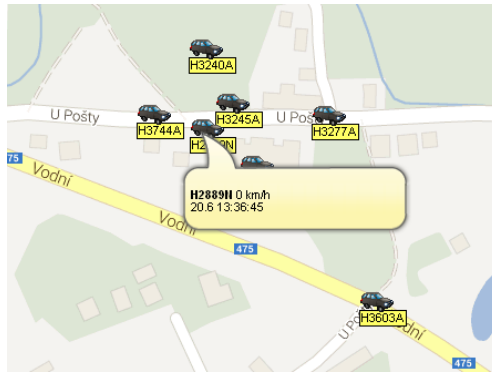 H3240A
H3245A
U Pošty
H3744A
U Poš
H3277A
475
Vodní
H2889N 0 km/h
20.6 13:36:45
Vodní
475
H3603A
U Poš
Vodní
475